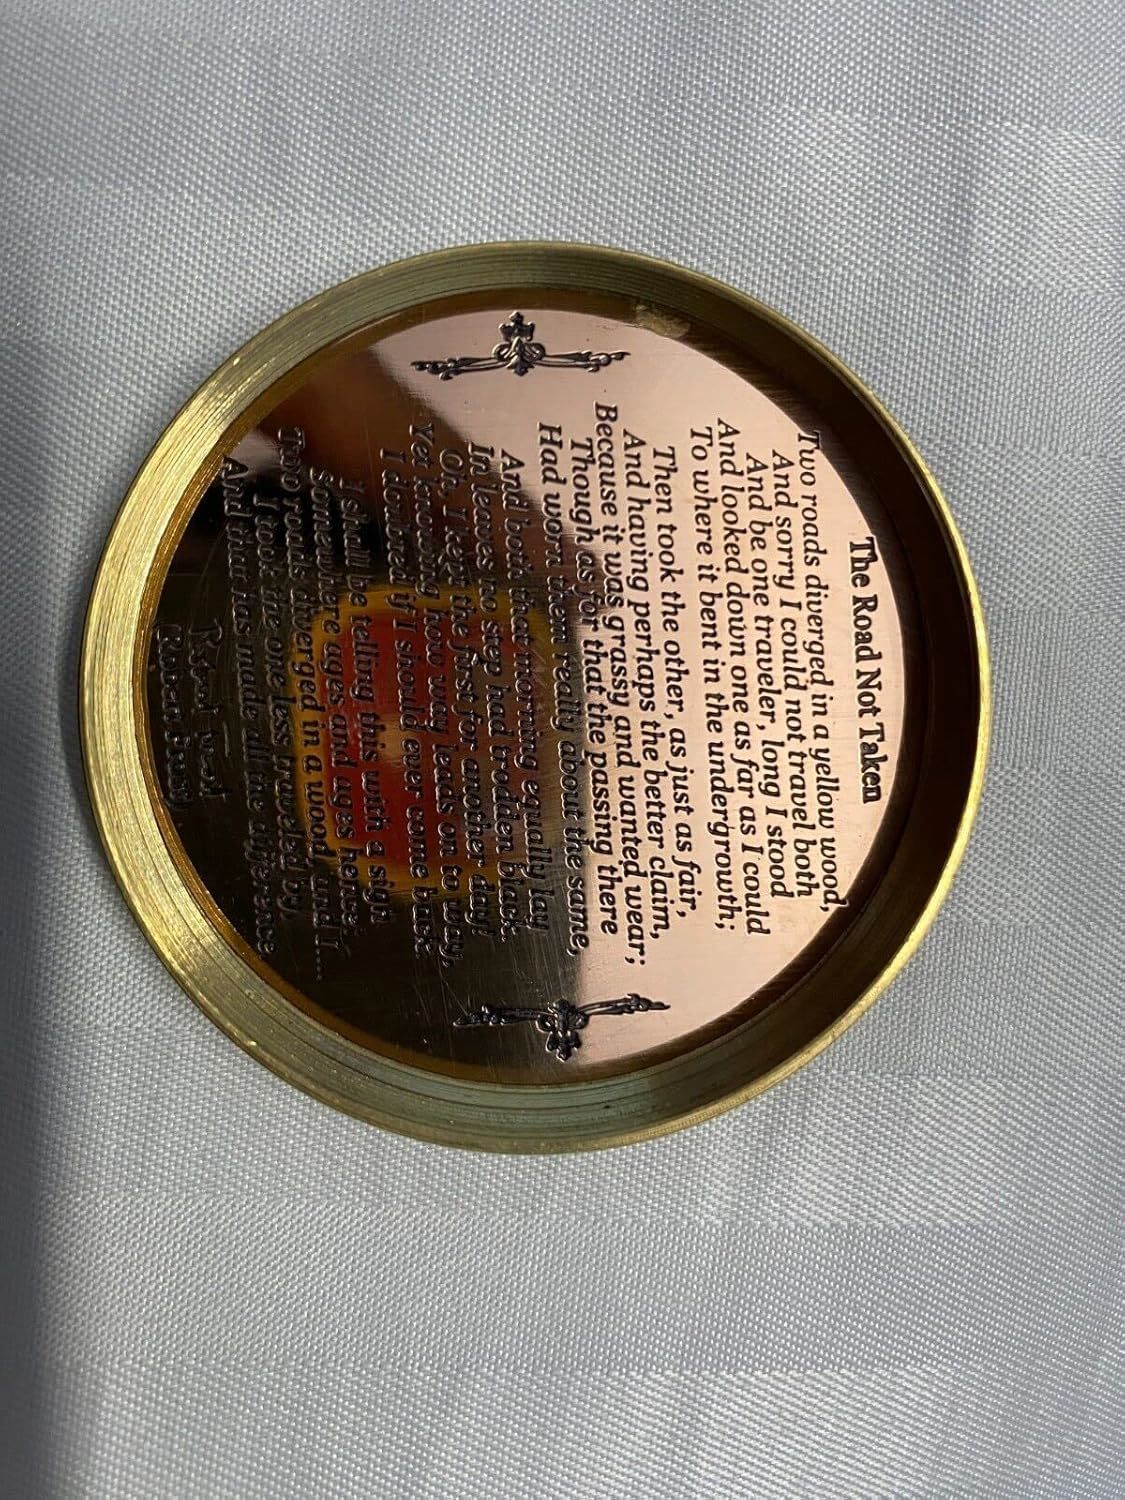 The Road Not Taken
Two roads diverged in a yellow wood,
And sorry I could not travel both
And be one traveler, long I stood
And looked down one as far as I could
To where it bent in the undergrowth;
Then took the other, as just as fair,
And having perhaps the better claim,
Because it was grassy and wanted wear;
Though as for that the passing there
Had worn them really about the same,
And both that morning equally lay
In leaves no step had trodden black.
Oh, I kept the first for another day!
Yet knowing how way leads on to way,
I doubted if I should ever come back
I shall be telling this with a sigh
Somewhere ages and ages hence:
Two roads diverged in a wood, and I....
I took the one less traveled by,
And that has made all the difference
Robert Frost